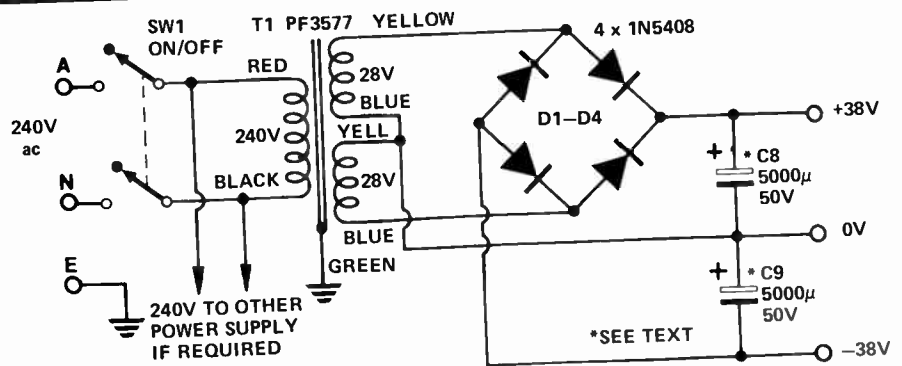 SW1
ON/OFF
T1 PF3577
YELLOW
4 x 1N5408
A
RED
28V
BLUE
240V
ac
240V
YELL
D1–D4
+38V
+
*C8
5000μ
50V
N
BLACK
28V
BLUE
0V
E
GREEN
+
*C9
5000μ
50V
240V TO OTHER
POWER SUPPLY
IF REQUIRED
*SEE TEXT
–38V